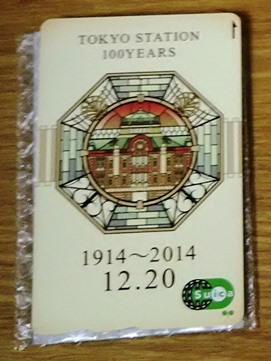 TOKYO STATION
100YEARS
1914～2014
12.20
Suica